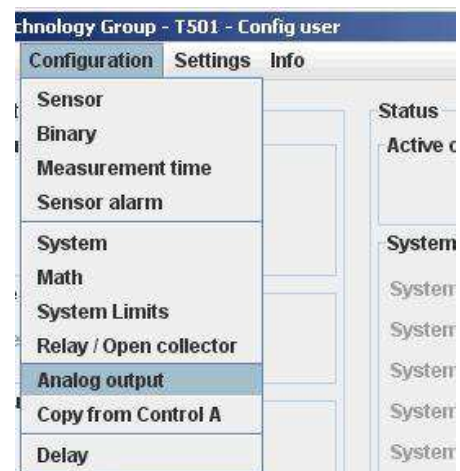 chnology Group - T501 - Config user
Configuration Settings Info
Sensor
Binary
Measurement time
Sensor alarm
System
Math
System Limits
Relay / Open collector
Analog output
Copy from Control A
Delay
Status
Active
System
System
System
System
System
System